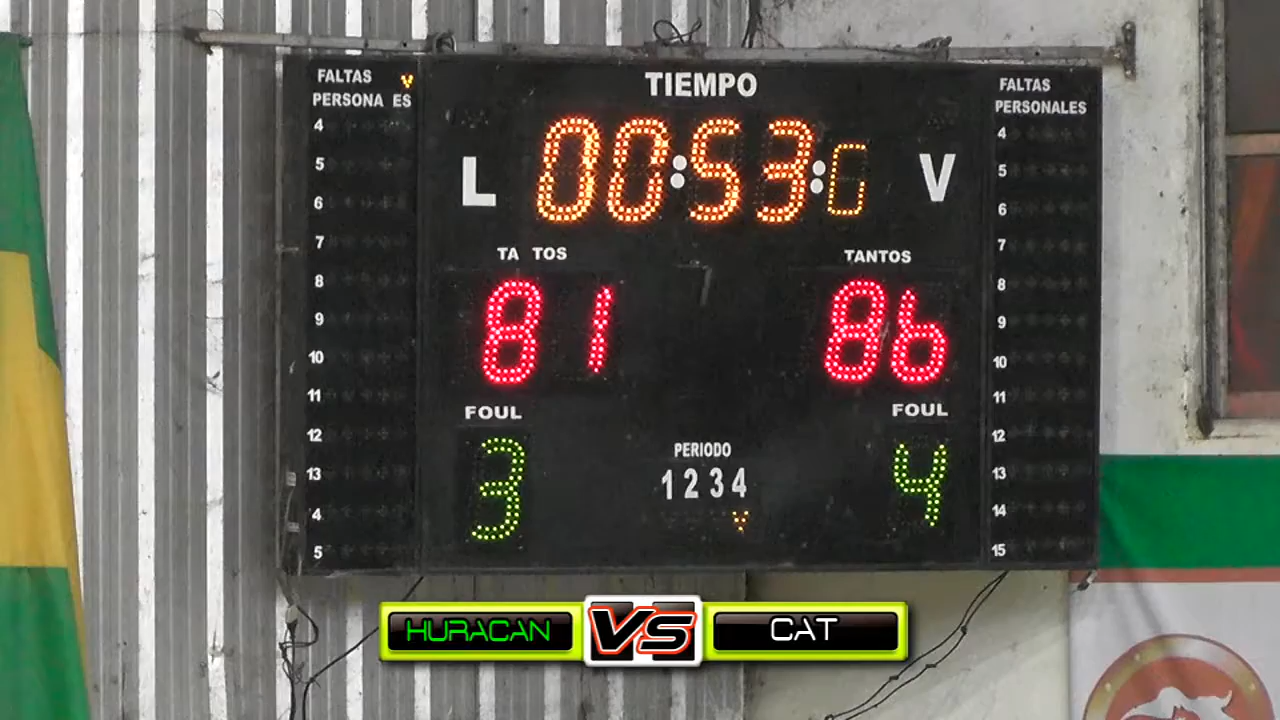 FALTAS
PERSONA ES
4
5
6
7
8
9
10
11
12
13
4
5
TIEMPO
L 00:53:G V
TA TOS
TANTOS
81
86
FOUL
FOUL
3
4
PERIODO
1 2 3 4
FALTAS
PERSONALES
4
5
6
7
8
9
10
11
12
13
14
15
HURACAN VS CAT